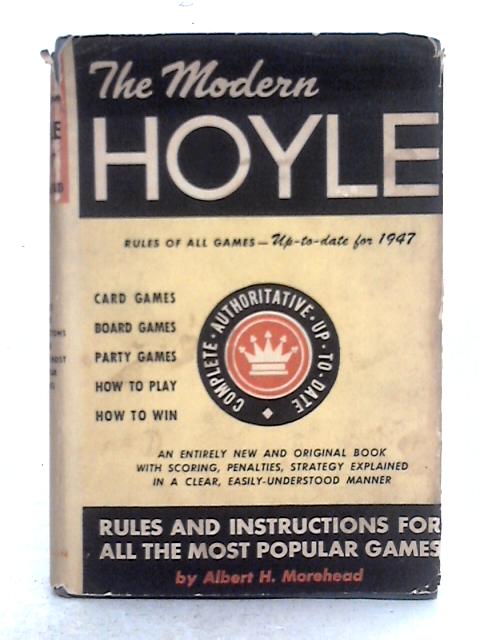 The Modern
HOYLE
RULES OF ALL GAMES — Up-to-date for 1947
CARD GAMES
BOARD GAMES
PARTY GAMES
HOW TO PLAY
HOW TO WIN
COMPLETE · AUTHORITATIVE · UP-TO-DATE
AN ENTIRELY NEW AND ORIGINAL BOOK
WITH SCORING, PENALTIES, STRATEGY EXPLAINED
IN A CLEAR, EASILY-UNDERSTOOD MANNER
RULES AND INSTRUCTIONS FOR
ALL THE MOST POPULAR GAMES
by Albert H. Morehead